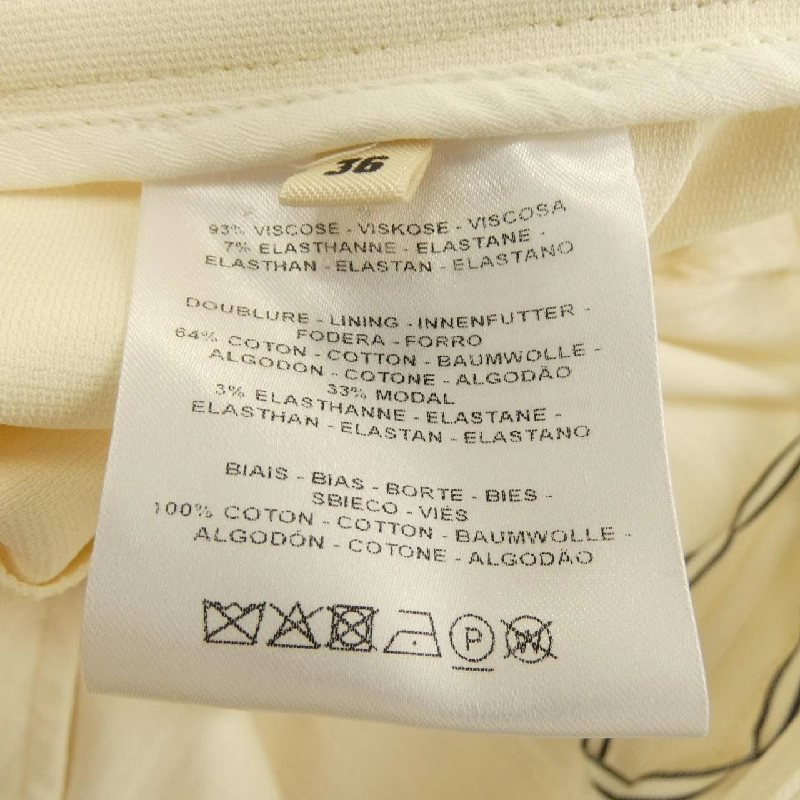 36
93% VISCOSE - VISKOSE - VISCOSA
7% ELASTHANNE - ELASTANE -
ELASTHAN - ELASTAN - ELASTANO
DOUBLURE - LINING - INNENFUTTER -
FODERA - FORRO
64% COTON - COTTON - BAUMWOLLE -
ALGODON - COTONE - ALGODÃO
33% MODAL
3% ELASTHANNE - ELASTANE -
ELASTHAN - ELASTAN - ELASTANO
BIAIS - BIAS - BORTE - BIES -
SBIECO - VIÉS
100% COTON - COTTON - BAUMWOLLE -
ALGODÓN - COTONE - ALGODÃO
P W